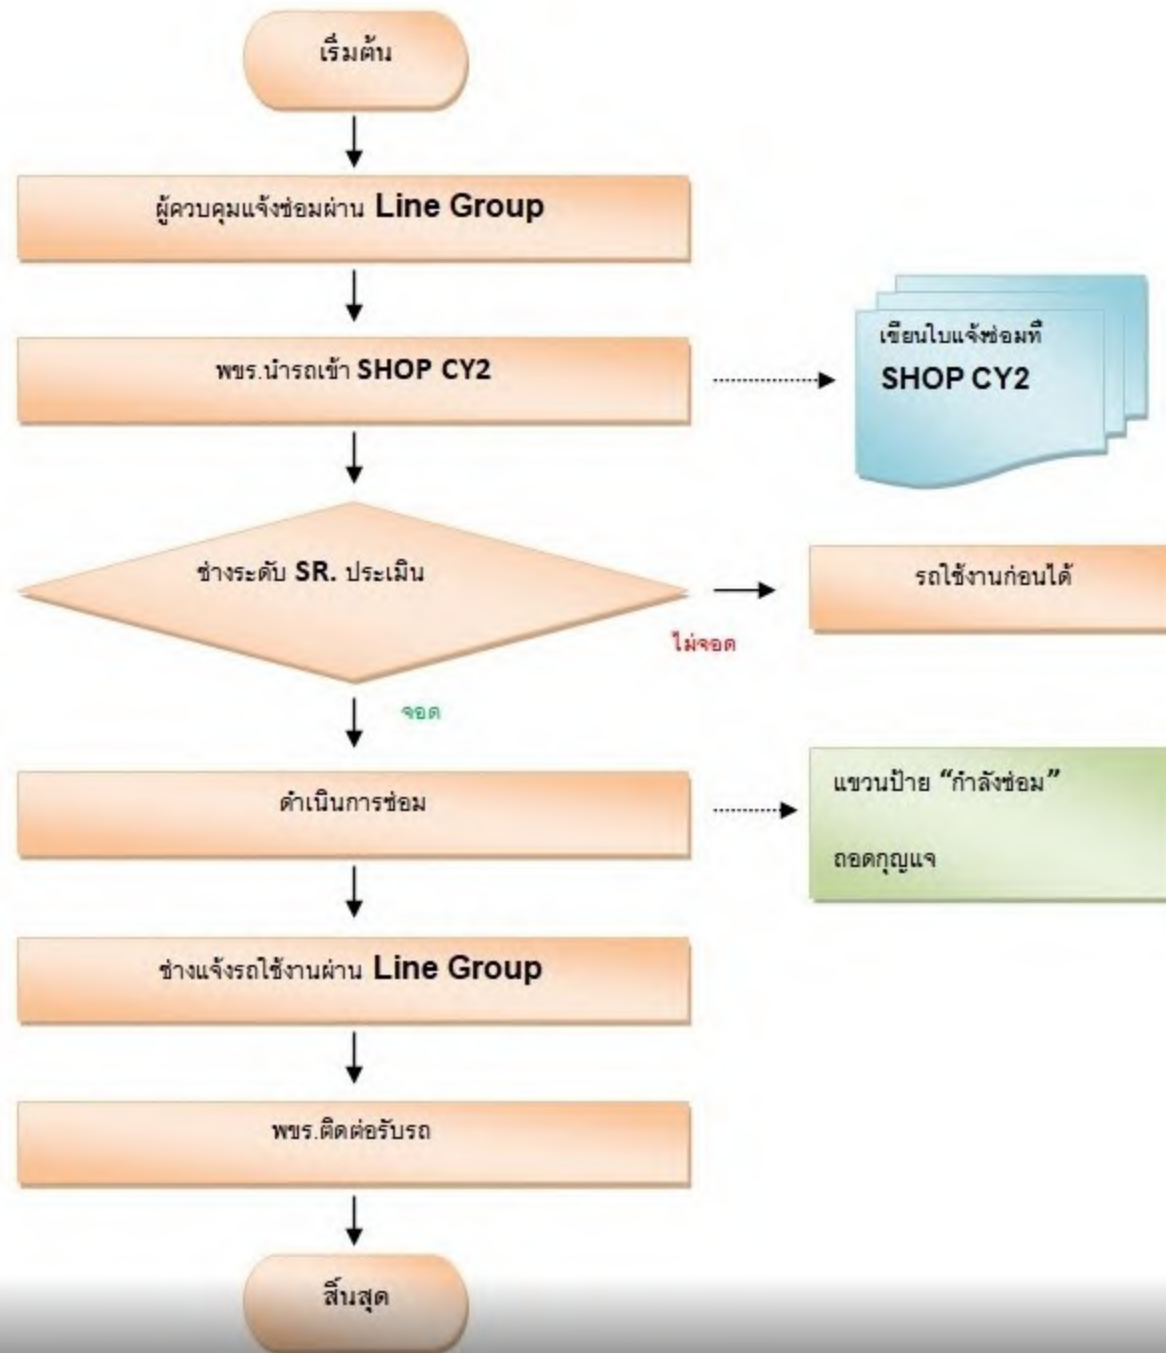 เริ่มต้น
ผู้ควบคุมแจ้งซ่อมผ่าน Line Group
พขร.นำรถเข้า SHOP CY2
เขียนใบแจ้งซ่อมที่
SHOP CY2
ช่างระดับ SR. ประเมิน
รถใช้งานก่อนได้
ไม่จอด
จอด
ดำเนินการซ่อม
แขวนป้าย “กำลังซ่อม”
ถอดกุญแจ
ช่างแจ้งรถใช้งานผ่าน Line Group
พขร.ติดต่อรับรถ
สิ้นสุด